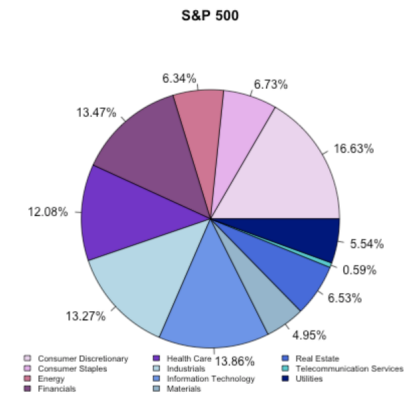 S&P 500
6.34%
6.73%
13.47%
16.63%
12.08%
5.54%
0.59%
6.53%
13.27%
4.95%
13.86%
Consumer Discretionary
Consumer Staples
Energy
Financials
Health Care
Industrials
Information Technology
Materials
Real Estate
Telecommunication Services
Utilities